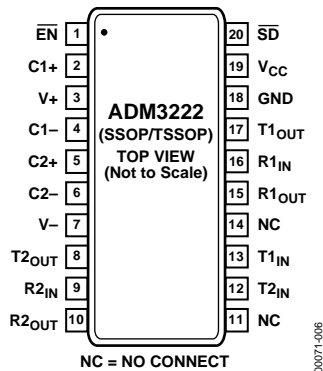 EN 1 20 SD
C1+ 2 19 VCC
V+ 3 18 GND
C1– 4 17 T1OUT
C2+ 5 16 R1IN
C2– 6 15 R1OUT
V– 7 14 NC
T2OUT 8 13 T1IN
R2IN 9 12 T2IN
R2OUT 10 11 NC
ADM3222
(SSOP/TSSOP)
TOP VIEW
(Not to Scale)
NC = NO CONNECT
00071-006